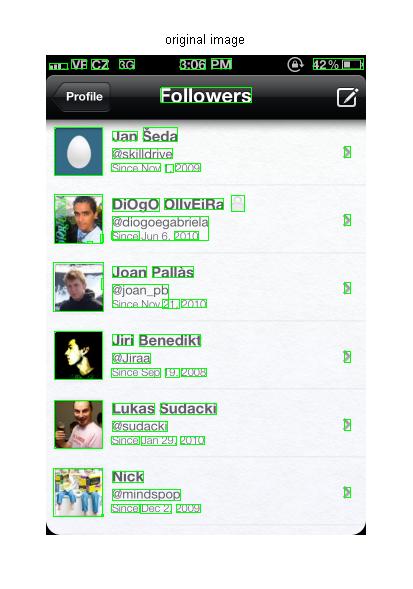 original image
VF CZ 3G 3:06 PM 42%
Profile Followers
Jan Šeda
@skilldrive
Since Nov 1, 2009
DiOgO OlIvEiRa
@diogoegabriela
Since Jun 6, 2010
Joan Pallàs
@joan_pb
Since Nov 21, 2010
Jiri Benedikt
@Jiraa
Since Sep 19, 2008
Lukas Sudacki
@sudacki
Since Jan 29, 2010
Nick
@mindspop
Since Dec 2, 2009